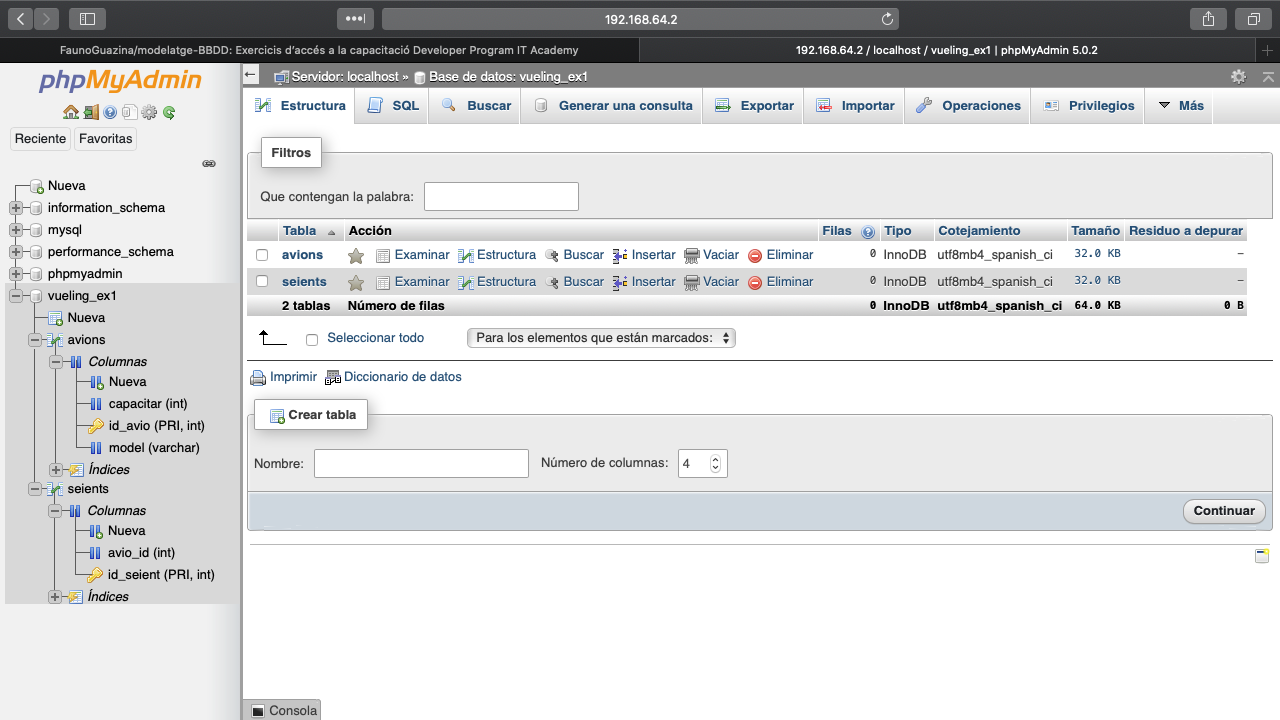 192.168.64.2
FaunoGuazina/modelatge-BBDD: Exercicis d'accés a la capacitació Developer Program IT Academy
192.168.64.2 / localhost / vueling_ex1 | phpMyAdmin 5.0.2
phpMyAdmin
Reciente Favoritas
Nueva
information_schema
mysql
performance_schema
phpmyadmin
vueling_ex1
Nueva
avions
Columnas
Nueva
capacitar (int)
id_avio (PRI, int)
model (varchar)
Índices
seients
Columnas
Nueva
avio_id (int)
id_seient (PRI, int)
Índices
Servidor: localhost » Base de datos: vueling_ex1
Estructura SQL Buscar Generar una consulta Exportar Importar Operaciones Privilegios Más
Filtros
Que contengan la palabra:
Tabla Acción Filas Tipo Cotejamiento Tamaño Residuo a depurar
avions Examinar Estructura Buscar Insertar Vaciar Eliminar 0 InnoDB utf8mb4_spanish_ci 32.0 KB –
seients Examinar Estructura Buscar Insertar Vaciar Eliminar 0 InnoDB utf8mb4_spanish_ci 32.0 KB –
2 tablas Número de filas 0 InnoDB utf8mb4_spanish_ci 64.0 KB 0 B
Seleccionar todo Para los elementos que están marcados:
Imprimir Diccionario de datos
Crear tabla
Nombre: Número de columnas: 4
Continuar
Consola